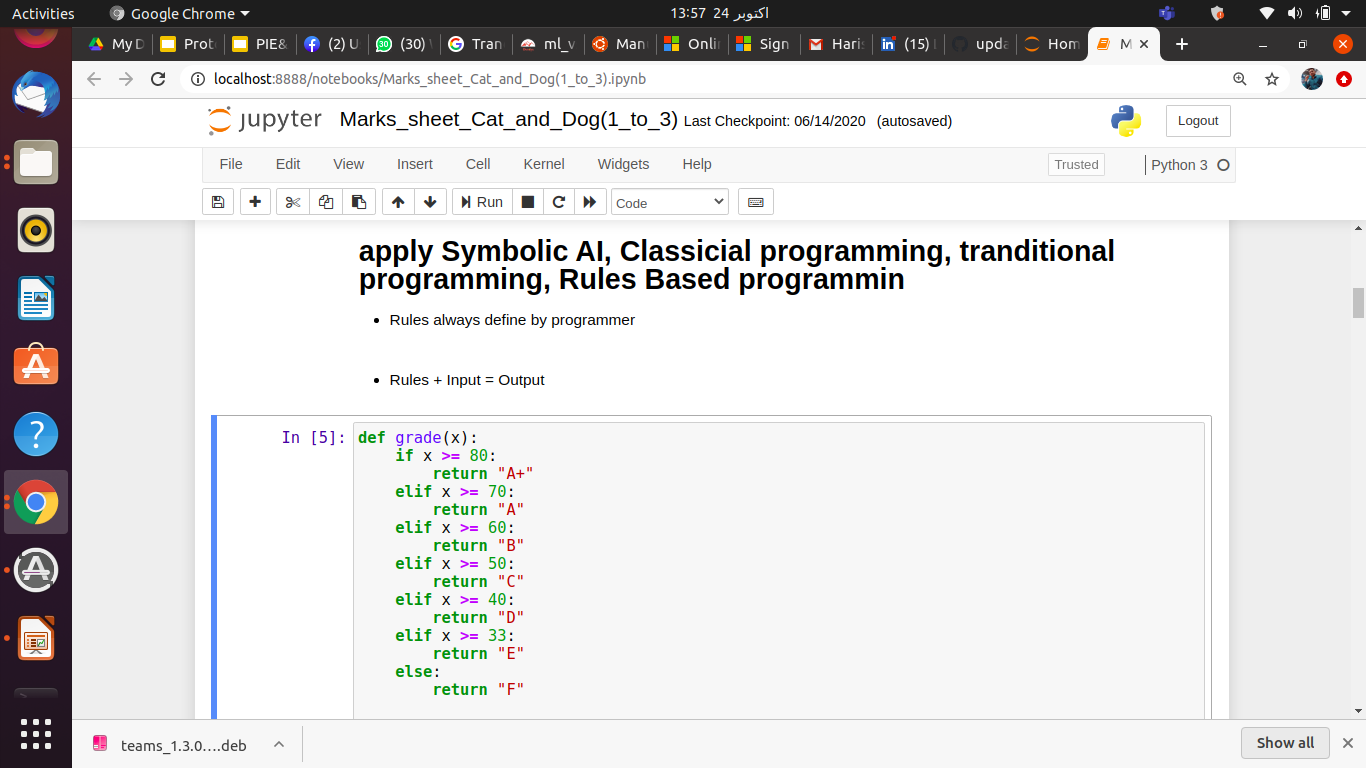 Activities
Google Chrome
13:57 24 اکتوبر
My D
Prot
PIE&
(2) U
(30)
Tran
ml_v
Man
Onli
Sign
Hari
(15)
upda
Hom
M
localhost:8888/notebooks/Marks_sheet_Cat_and_Dog(1_to_3).ipynb
jupyter Marks_sheet_Cat_and_Dog(1_to_3) Last Checkpoint: 06/14/2020 (autosaved)
Logout
File Edit View Insert Cell Kernel Widgets Help
Trusted
Python 3
Run
Code
apply Symbolic AI, Classicial programming, tranditional
programming, Rules Based programmin
• Rules always define by programmer
• Rules + Input = Output
In [5]: def grade(x):
    if x >= 80:
        return "A+"
    elif x >= 70:
        return "A"
    elif x >= 60:
        return "B"
    elif x >= 50:
        return "C"
    elif x >= 40:
        return "D"
    elif x >= 33:
        return "E"
    else:
        return "F"
teams_1.3.0....deb
Show all